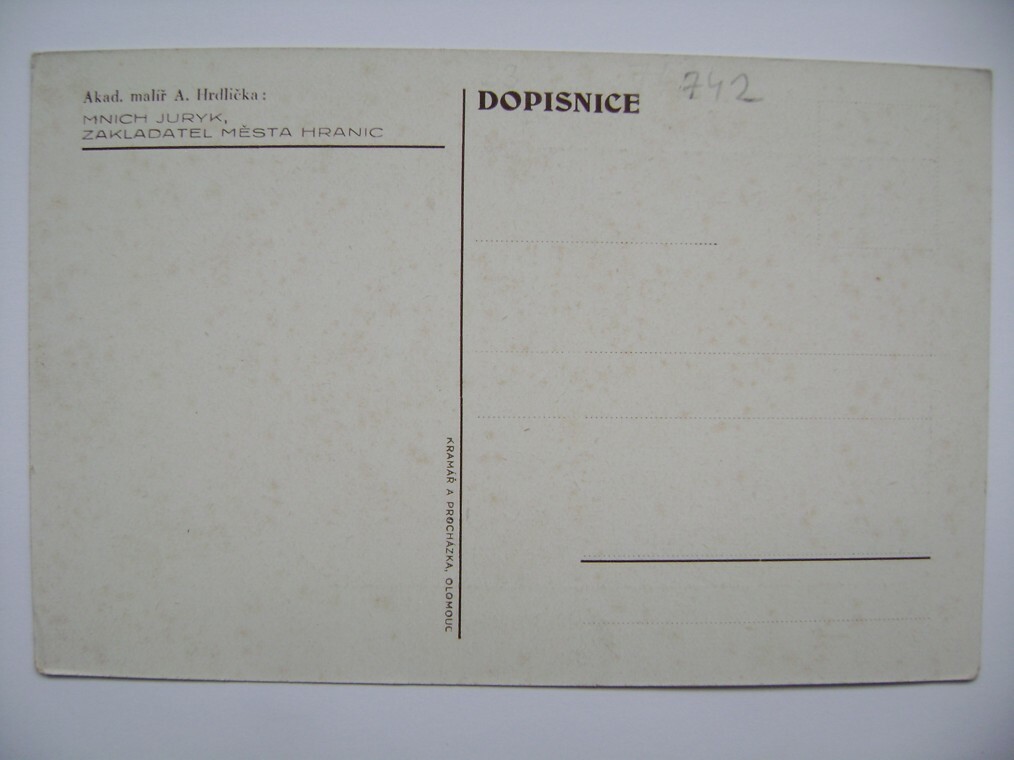 Akad. malíř A. Hrdlička:
MNICH JURYK,
ZAKLADATEL MĚSTA HRANIC
DOPISNICE
742
KRAMÁŘ A PROCHÁZKA, OLOMOUC